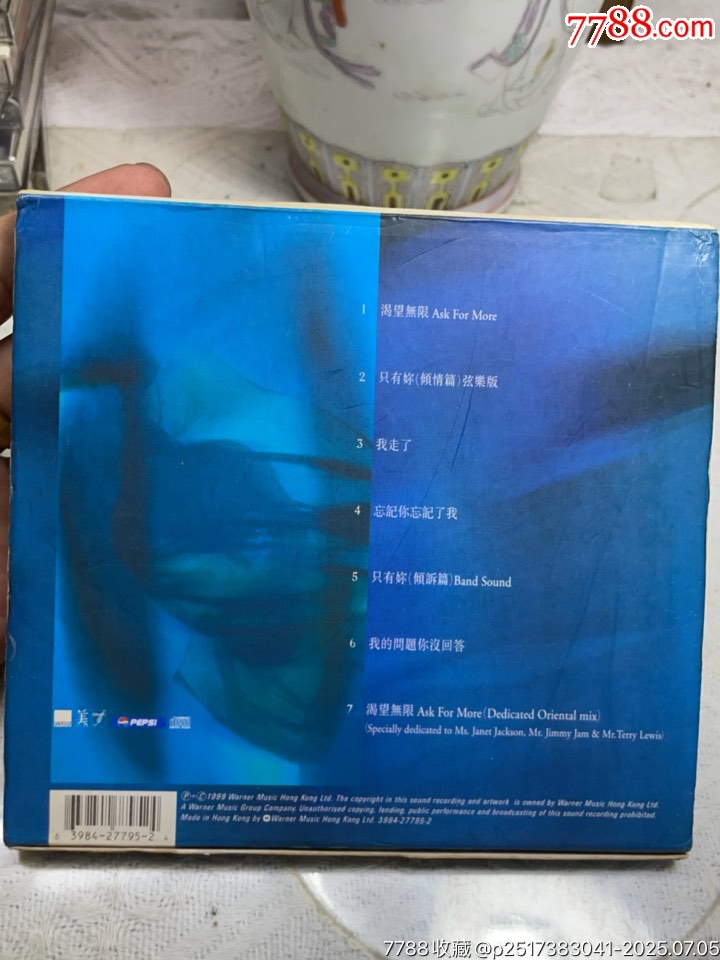 7788.com
1 渴望無限 Ask For More
2 只有妳(傾情篇)弦樂版
3 我走了
4 忘記你忘記了我
5 只有妳(傾訴篇)Band Sound
6 我的問題你沒回答
7 渴望無限 Ask For More(Dedicated Oriental mix)
(Specially dedicated to Ms. Janet Jackson, Mr. Jimmy Jam & Mr.Terry Lewis)
PEPSI
℗+©1999 Warner Music Hong Kong Ltd. The copyright in this sound recording and artwork is owned by Warner Music Hong Kong Ltd.
A Warner Music Group Company. Unauthorised copying, lending, public performance and broadcasting of this sound recording prohibited.
Made in Hong Kong by Warner Music Hong Kong Ltd. 3984-27795-2
6 3984-27795-2 4
7788收藏 @p2517383041-2025.07.05